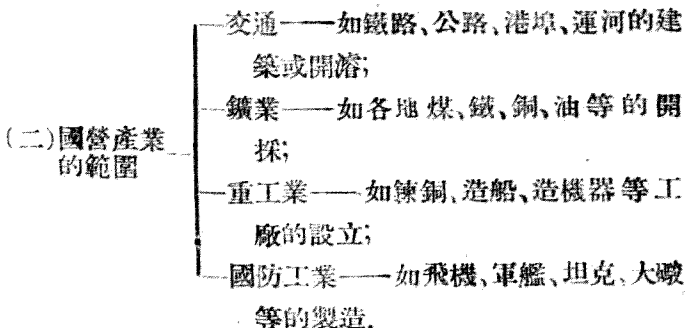 交通——如鐵路、公路、港埠、運河的建
築或開濬;
鑛業——如各地煤、鐵、銅、油等的開
採;
(二)國營產業
的範圍
重工業——如鍊銅、造船、造機器等工
廠的設立;
國防工業——如飛機、軍艦、坦克、大礮
等的製造.